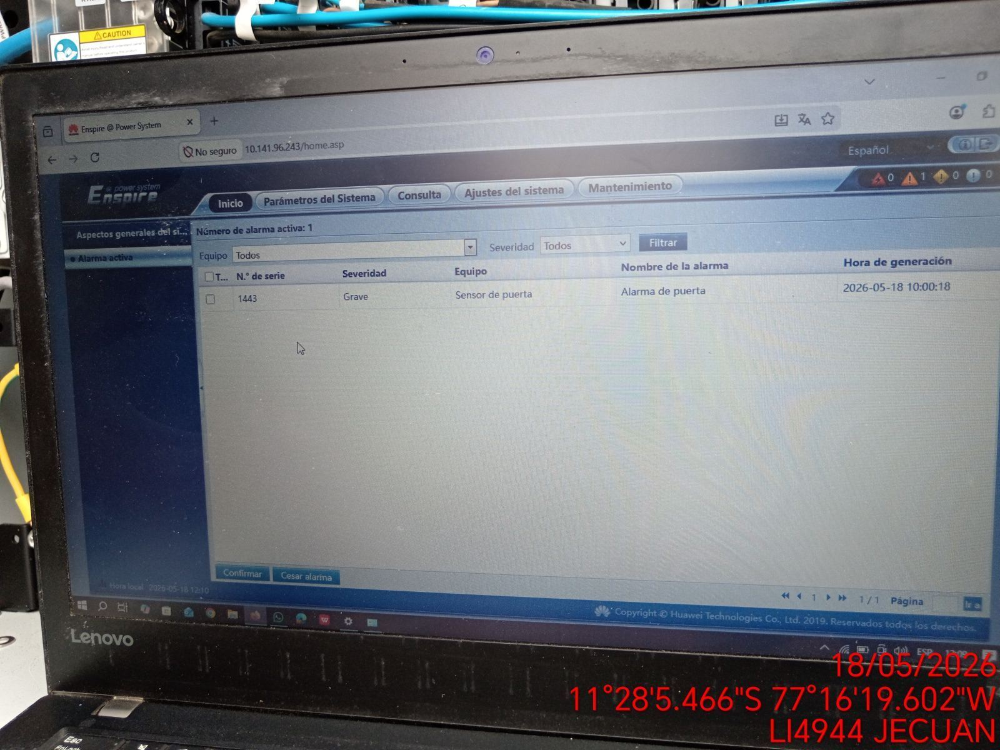 CAUTION
Enspire @ Power System
No seguro 10.141.96.243/home.asp
Español
0 1 0 0
@ power system
Enspire
Inicio Parámetros del Sistema Consulta Ajustes del sistema Mantenimiento
Aspectos generales del si...
Alarma activa
Número de alarma activa: 1
Equipo Todos Severidad Todos Filtrar
T... N.° de serie Severidad Equipo Nombre de la alarma Hora de generación
1443 Grave Sensor de puerta Alarma de puerta 2026-05-18 10:00:18
Confirmar Cesar alarma
Hora local 2026-05-18 12:10
1 1 / 1 Página Ir a
Copyright © Huawei Technologies Co., Ltd. 2019. Reservados todos los derechos.
ESP
Lenovo
Esc
FnLock
18/05/2026
11°28'5.466"S 77°16'19.602"W
LI4944 JECUAN